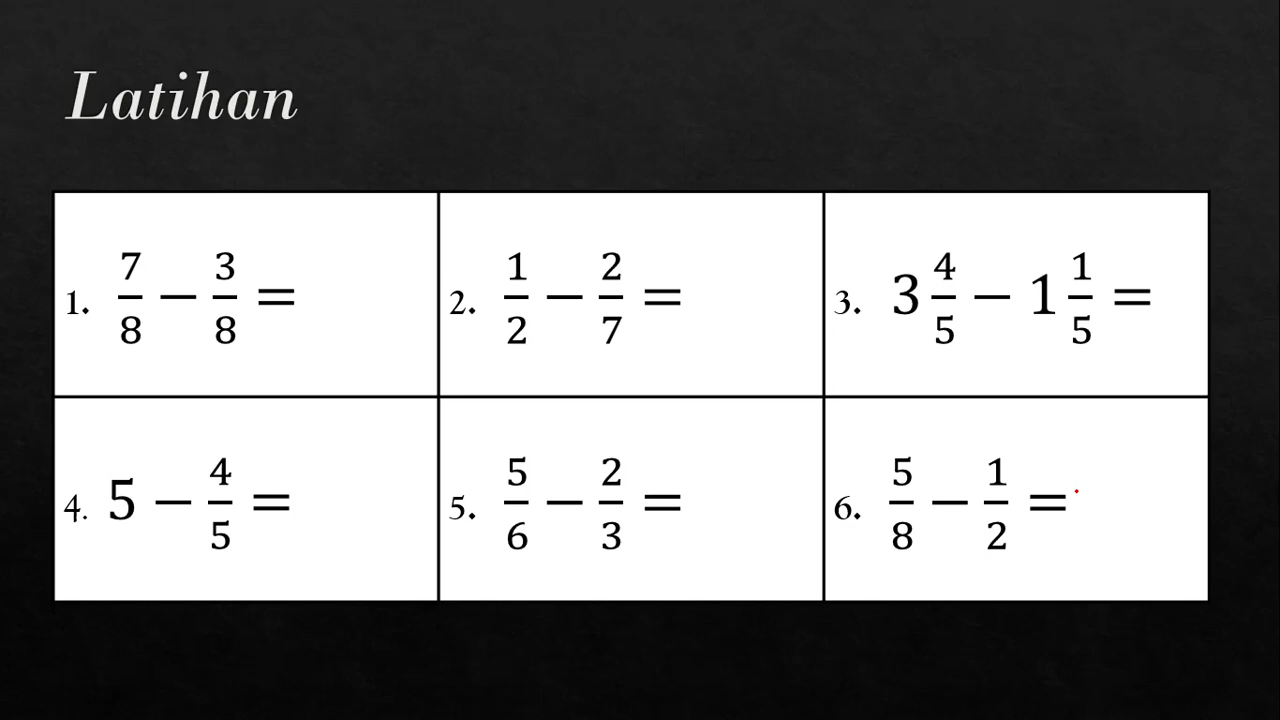 Latihan
1. 7/8 − 3/8 =
2. 1/2 − 2/7 =
3. 3 4/5 − 1 1/5 =
4. 5 − 4/5 =
5. 5/6 − 2/3 =
6. 5/8 − 1/2 =